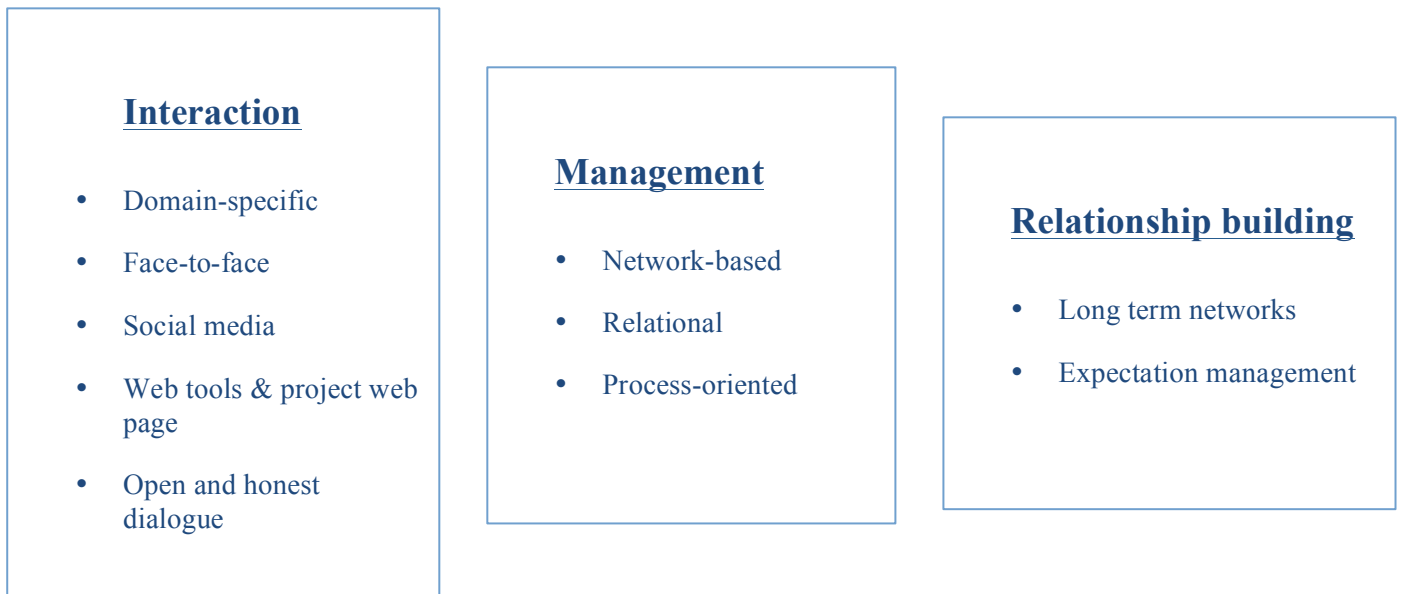 Interaction
• Domain-specific
• Face-to-face
• Social media
• Web tools & project web
page
• Open and honest
dialogue
Management
• Network-based
• Relational
• Process-oriented
Relationship building
• Long term networks
• Expectation management